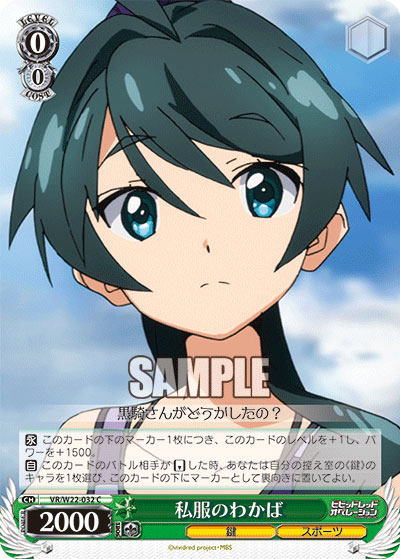 LEVEL
0
0
COST
SAMPLE
黒騎さんがどうかしたの?
永 このカードの下のマーカー1枚につき、このカードのレベルを+1し、パ
ワーを+1500。
自 このカードのバトル相手が[ ]した時、あなたは自分の控え室の《鍵》の
キャラを1枚選び、このカードの下にマーカーとして裏向きに置いてよい。
CH VR/W22-032 C
2000
私服のわかば
ビビッドレッド
オペレーション
鍵
スポーツ
©vividred project・MBS